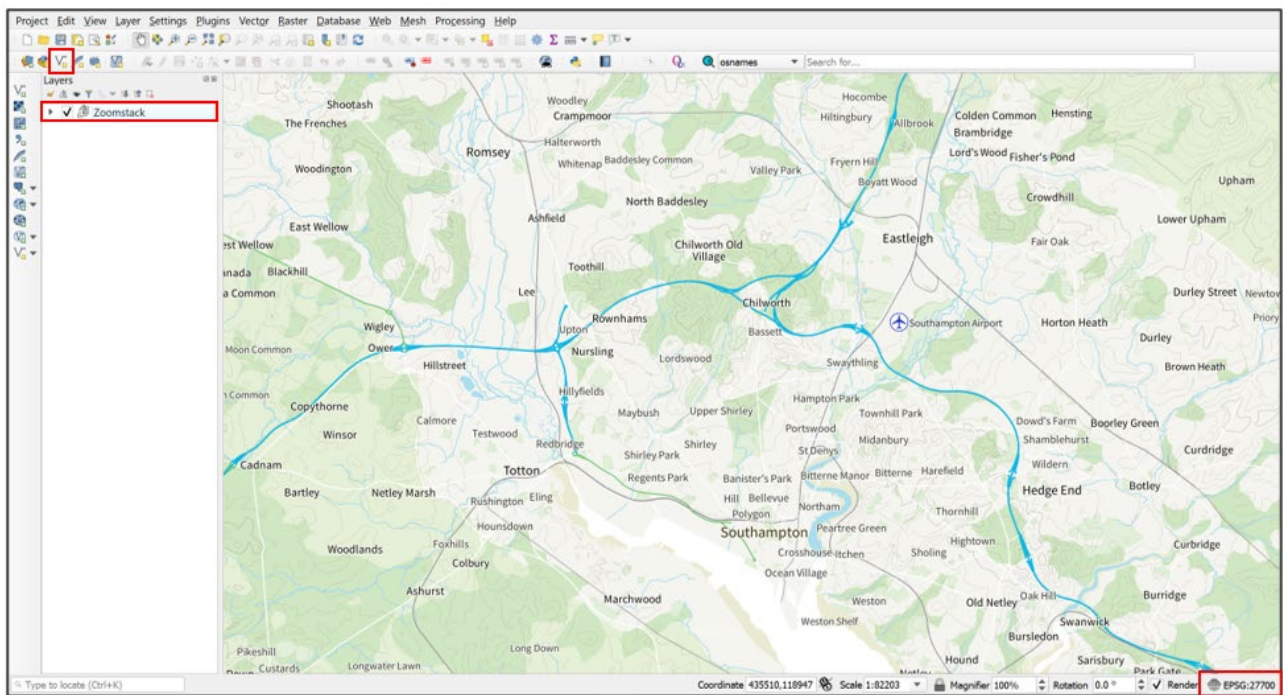 Project Edit View Layer Settings Plugins Vector Raster Database Web Mesh Processing Help
osnames
Search for...
Layers
Zoomstack
Shootash
Woodley
Crampmoor
Hocombe
Hiltingbury
Allbrook
Colden Common
Hensting
Brambridge
The Frenches
Halterworth
Romsey
Whitenap
Baddesley Common
Lord's Wood
Fisher's Pond
Woodington
Valley Park
Fryern Hill
Boyatt Wood
Upham
Crowdhill
North Baddesley
Ashfield
Lower Upham
East Wellow
est Wellow
Chilworth Old
Village
Eastleigh
Fair Oak
nada
Blackhill
Toothill
a Common
Lee
Chilworth
Durley Street
Newtow
Wigley
Upton
Rownhams
Bassett
Southampton Airport
Horton Heath
Priory
Moon Common
Ower
Nursling
Lordswood
Durley
Hillstreet
Swaythling
Brown Heath
n Common
Hillyfields
Hampton Park
Copythorne
Calmore
Maybush
Upper Shirley
Townhill Park
Dowd's Farm
Boorley Green
Winsor
Testwood
Redbridge
Shirley
Portswood
Midanbury
Shamblehurst
St Denys
Curdridge
Cadnam
Totton
Shirley Park
Regents Park
Banister's Park
Bitterne Manor
Bitterne
Harefield
Wildern
Bartley
Netley Marsh
Rushington
Eling
Hill
Bellevue
Northam
Hedge End
Botley
Polygon
Thornhill
Hounsdown
Southampton
Peartree Green
Woodlands
Foxhills
Crosshouse
Itchen
Sholing
Hightown
Curbridge
Colbury
Ocean Village
Ashurst
Marchwood
Weston
Old Netley
Oak Hill
Burridge
Weston Shelf
Swanwick
Bursledon
Pikeshill
Long Down
Hound
Sarisbury
Custards
Longwater Lawn
Netley
Park Gate
Type to locate (Ctrl+K)
Coordinate 435510,118947 Scale 1:82203 Magnifier 100% Rotation 0.0 ° Render EPSG:27700